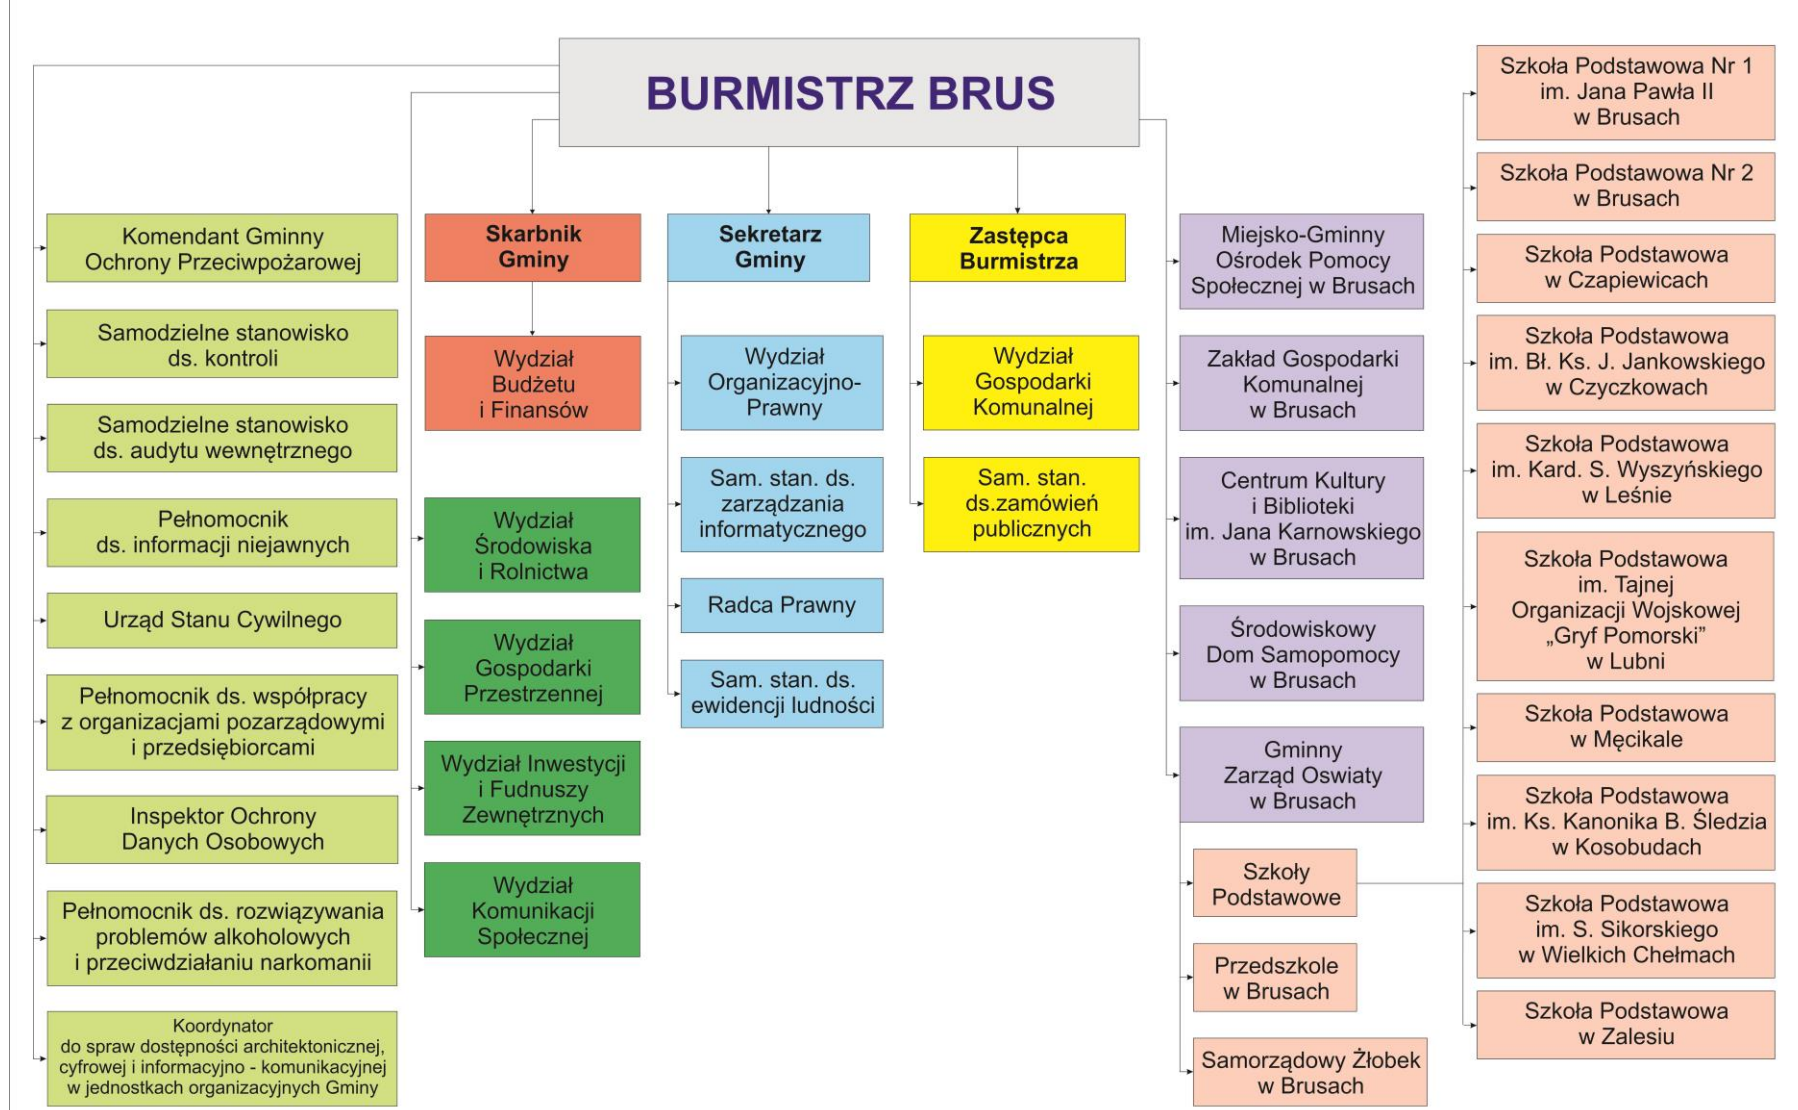 BURMISTRZ BRUS
Komendant Gminny
Ochrony Przeciwpożarowej
Samodzielne stanowisko
ds. kontroli
Samodzielne stanowisko
ds. audytu wewnętrznego
Pełnomocnik
ds. informacji niejawnych
Urząd Stanu Cywilnego
Pełnomocnik ds. współpracy
z organizacjami pozarządowymi
i przedsiębiorcami
Inspektor Ochrony
Danych Osobowych
Pełnomocnik ds. rozwiązywania
problemów alkoholowych
i przeciwdziałaniu narkomanii
Koordynator
do spraw dostępności architektonicznej,
cyfrowej i informacyjno - komunikacyjnej
w jednostkach organizacyjnych Gminy
Skarbnik
Gminy
Wydział
Budżetu
i Finansów
Wydział
Środowiska
i Rolnictwa
Wydział
Gospodarki
Przestrzennej
Wydział Inwestycji
i Fudnuszy
Zewnętrznych
Wydział
Komunikacji
Społecznej
Sekretarz
Gminy
Wydział
Organizacyjno-
Prawny
Sam. stan. ds.
zarządzania
informatycznego
Radca Prawny
Sam. stan. ds.
ewidencji ludności
Zastępca
Burmistrza
Wydział
Gospodarki
Komunalnej
Sam. stan.
ds.zamówień
publicznych
Miejsko-Gminny
Ośrodek Pomocy
Społecznej w Brusach
Zakład Gospodarki
Komunalnej
w Brusach
Centrum Kultury
i Biblioteki
im. Jana Karnowskiego
w Brusach
Środowiskowy
Dom Samopomocy
w Brusach
Gminny
Zarząd Oswiaty
w Brusach
Szkoły
Podstawowe
Przedszkole
w Brusach
Samorządowy Żłobek
w Brusach
Szkoła Podstawowa Nr 1
im. Jana Pawła II
w Brusach
Szkoła Podstawowa Nr 2
w Brusach
Szkoła Podstawowa
w Czapiewicach
Szkoła Podstawowa
im. Bł. Ks. J. Jankowskiego
w Czyczkowach
Szkoła Podstawowa
im. Kard. S. Wyszyńskiego
w Leśnie
Szkoła Podstawowa
im. Tajnej
Organizacji Wojskowej
„Gryf Pomorski”
w Lubni
Szkoła Podstawowa
w Męcikale
Szkoła Podstawowa
im. Ks. Kanonika B. Śledzia
w Kosobudach
Szkoła Podstawowa
im. S. Sikorskiego
w Wielkich Chełmach
Szkoła Podstawowa
w Zalesiu